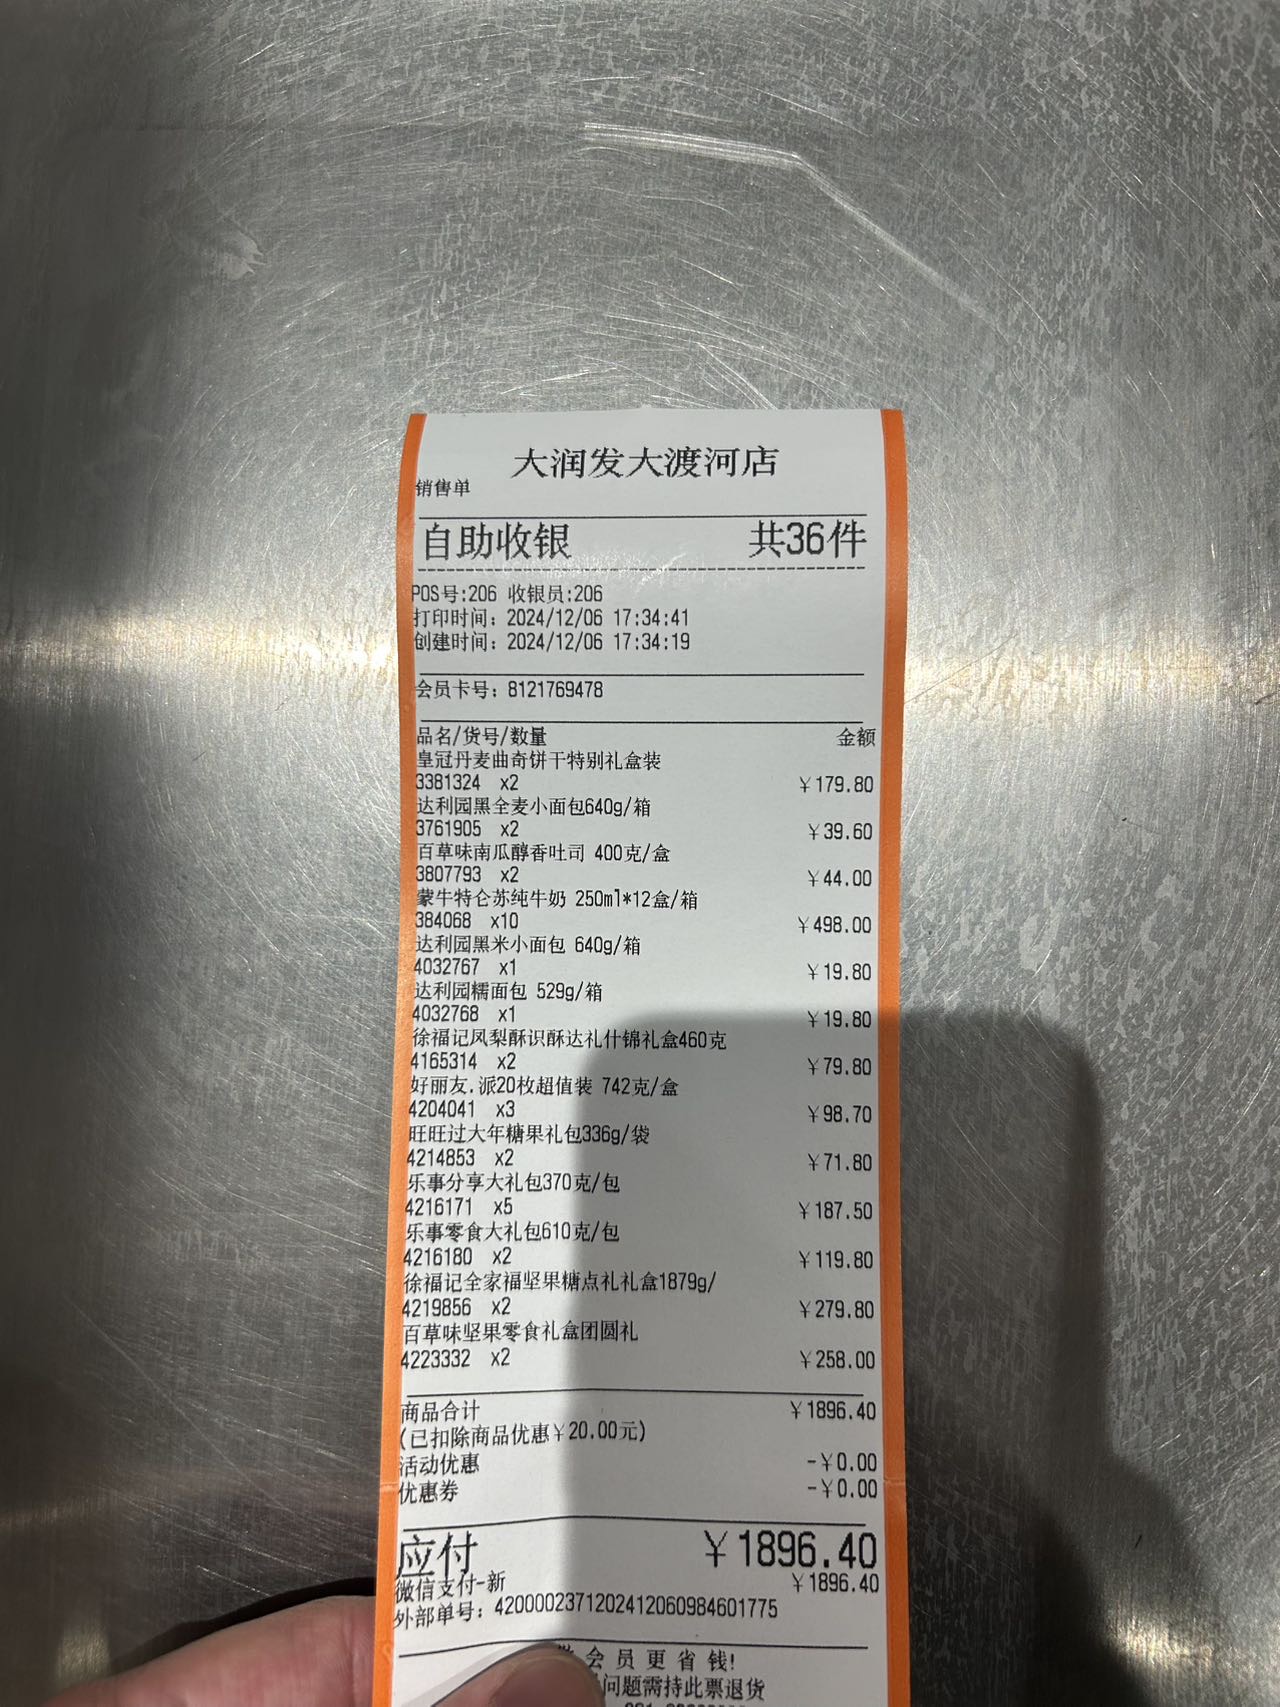 大润发大渡河店
销售单
自助收银 共36件
POS号:206 收银员:206
打印时间: 2024/12/06 17:34:41
创建时间: 2024/12/06 17:34:19
会员卡号: 8121769478
品名/货号/数量 金额
皇冠丹麦曲奇饼干特别礼盒装
3381324 x2 ￥179.80
达利园黑全麦小面包640g/箱
3761905 x2 ￥39.60
百草味南瓜醇香吐司 400克/盒
3807793 x2 ￥44.00
蒙牛特仑苏纯牛奶 250ml*12盒/箱
384068 x10 ￥498.00
达利园黑米小面包 640g/箱
4032767 x1 ￥19.80
达利园糯面包 529g/箱
4032768 x1 ￥19.80
徐福记凤梨酥识酥达礼什锦礼盒460克
4165314 x2 ￥79.80
好丽友.派20枚超值装 742克/盒
4204041 x3 ￥98.70
旺旺过大年糖果礼包336g/袋
4214853 x2 ￥71.80
乐事分享大礼包370克/包
4216171 x5 ￥187.50
乐事零食大礼包610克/包
4216180 x2 ￥119.80
徐福记全家福坚果糖点礼礼盒1879g/
4219856 x2 ￥279.80
百草味坚果零食礼盒团圆礼
4223332 x2 ￥258.00
商品合计 ￥1896.40
(已扣除商品优惠￥20.00元)
活动优惠 -￥0.00
优惠券 -￥0.00
应付 ￥1896.40
微信支付-新 ￥1896.40
外部单号: 4200002371202412060984601775
会员更省钱!
问题需持此票退货